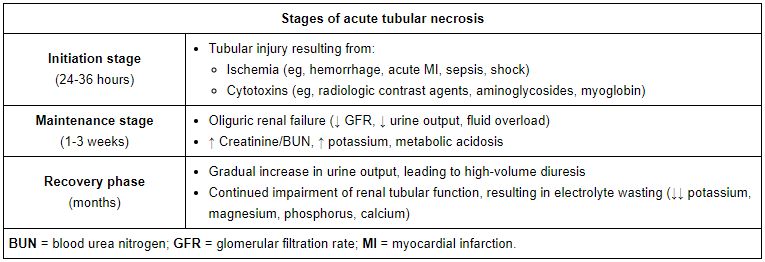 Stages of acute tubular necrosis
Initiation stage
(24-36 hours)
• Tubular injury resulting from:
◦ Ischemia (eg, hemorrhage, acute MI, sepsis, shock)
◦ Cytotoxins (eg, radiologic contrast agents, aminoglycosides, myoglobin)
Maintenance stage
(1-3 weeks)
• Oliguric renal failure (↓ GFR, ↓ urine output, fluid overload)
• ↑ Creatinine/BUN, ↑ potassium, metabolic acidosis
Recovery phase
(months)
• Gradual increase in urine output, leading to high-volume diuresis
• Continued impairment of renal tubular function, resulting in electrolyte wasting (↓↓ potassium,
magnesium, phosphorus, calcium)
BUN = blood urea nitrogen; GFR = glomerular filtration rate; MI = myocardial infarction.